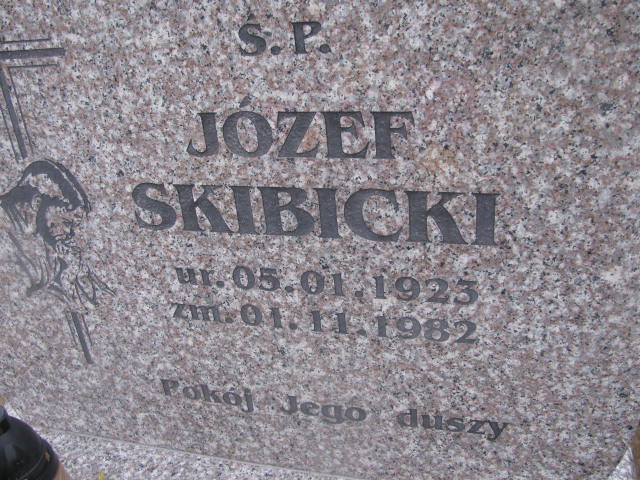 Ś.P.
JÓZEF
SKIBICKI
ur. 05.01.1923
zm. 01.11.1982
Pokój Jego duszy